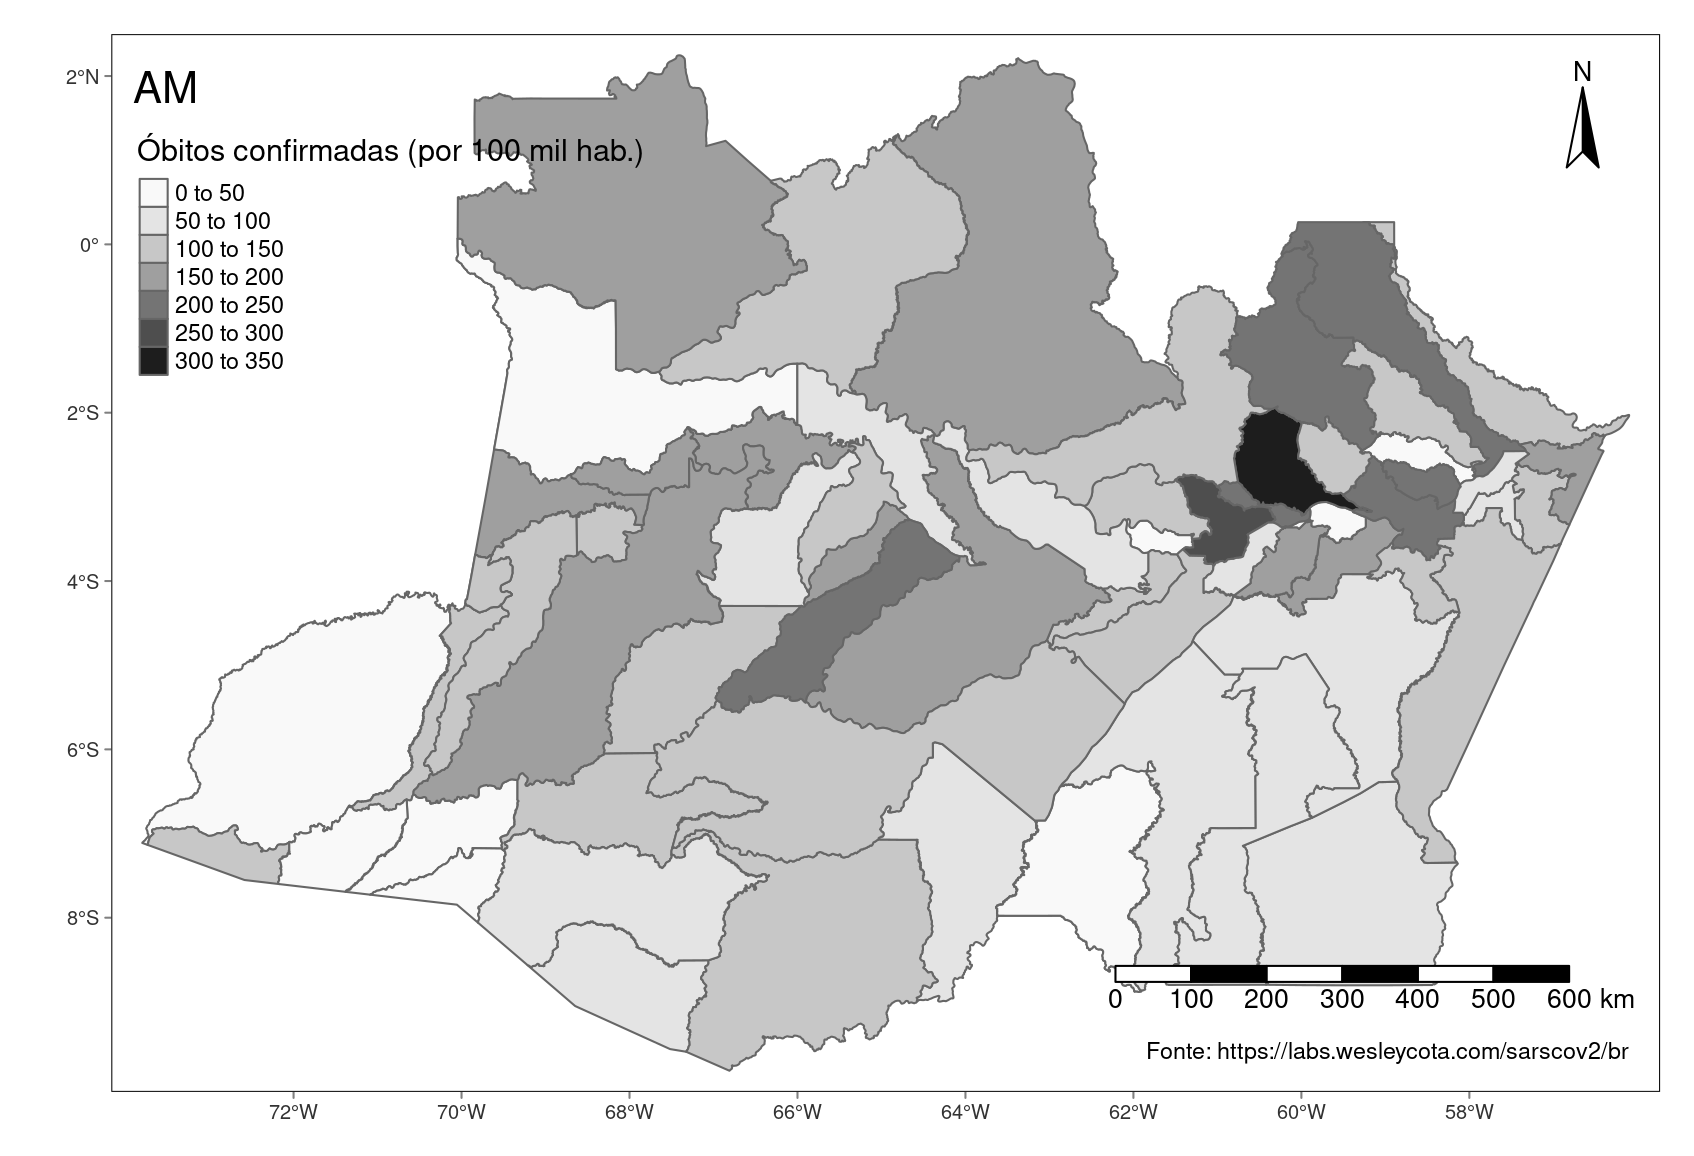 AM
N
Óbitos confirmadas (por 100 mil hab.)
0 to 50
50 to 100
100 to 150
150 to 200
200 to 250
250 to 300
300 to 350
2°N
0°
2°S
4°S
6°S
8°S
0 100 200 300 400 500 600 km
Fonte: https://labs.wesleycota.com/sarscov2/br
72°W 70°W 68°W 66°W 64°W 62°W 60°W 58°W